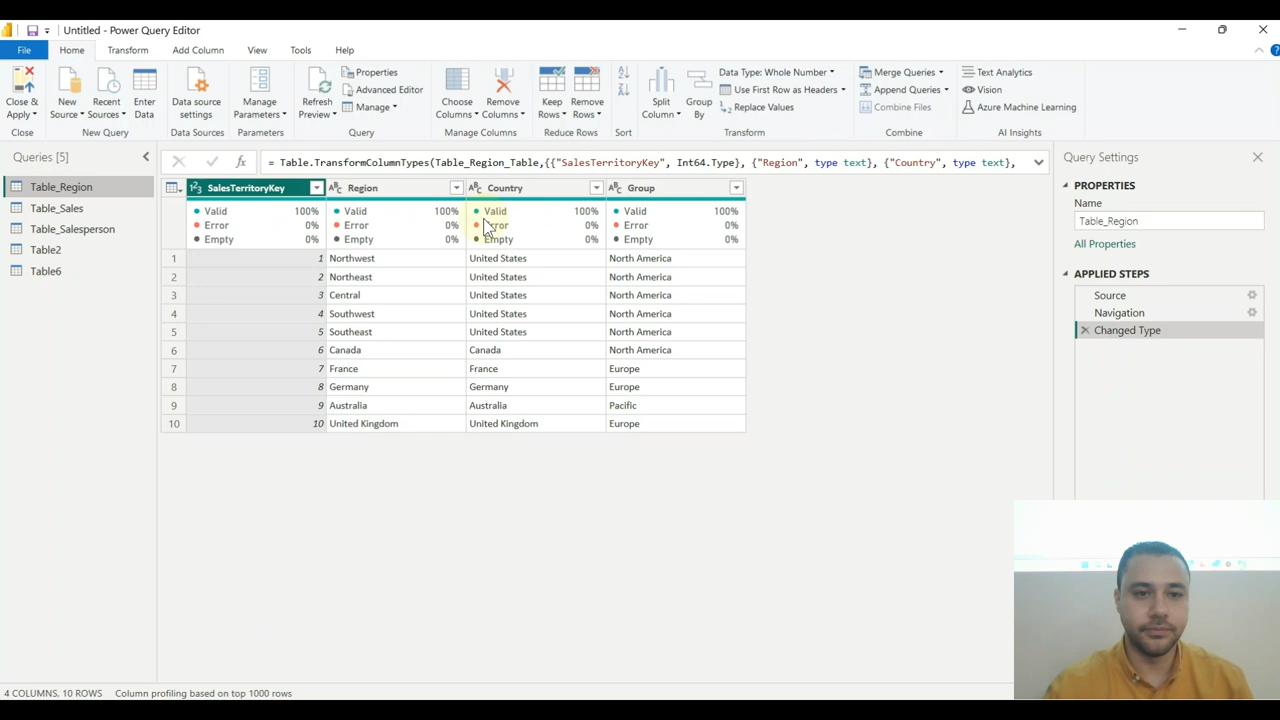 Untitled - Power Query Editor
File Home Transform Add Column View Tools Help
Close & Apply New Source Recent Sources Enter Data Data source settings Manage Parameters Refresh Preview Properties Advanced Editor Manage Choose Columns Remove Columns Keep Rows Remove Rows Split Column Group By Data Type: Whole Number Use First Row as Headers Replace Values Merge Queries Append Queries Combine Files Text Analytics Vision Azure Machine Learning
Close New Query Data Sources Parameters Query Manage Columns Reduce Rows Sort Transform Combine AI Insights
Queries [5]
Table_Region
Table_Sales
Table_Salesperson
Table2
Table6
fx = Table.TransformColumnTypes(Table_Region_Table,{{"SalesTerritoryKey", Int64.Type}, {"Region", type text}, {"Country", type text},
SalesTerritoryKey Region Country Group
Valid 100% Valid 100% Valid 100% Valid 100%
Error 0% Error 0% Error 0% Error 0%
Empty 0% Empty 0% Empty 0% Empty 0%
1 1 Northwest United States North America
2 2 Northeast United States North America
3 3 Central United States North America
4 4 Southwest United States North America
5 5 Southeast United States North America
6 6 Canada Canada North America
7 7 France France Europe
8 8 Germany Germany Europe
9 9 Australia Australia Pacific
10 10 United Kingdom United Kingdom Europe
Query Settings
PROPERTIES
Name
Table_Region
All Properties
APPLIED STEPS
Source
Navigation
Changed Type
4 COLUMNS, 10 ROWS Column profiling based on top 1000 rows